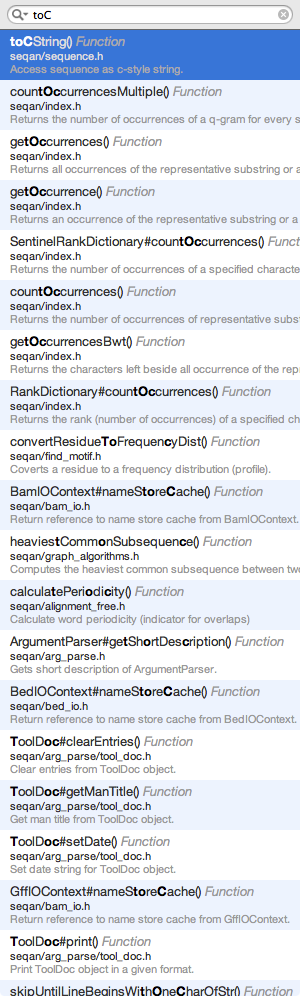 toC
toCString() Function
seqan/sequence.h
Access sequence as c-style string.
countOccurrencesMultiple() Function
seqan/index.h
Returns the number of occurrences of a q-gram for every s
getOccurrences() Function
seqan/index.h
Returns all occurrences of the representative substring or a
getOccurrence() Function
seqan/index.h
Returns an occurrence of the representative substring or a
SentinelRankDictionary#countOccurrences() Funct
seqan/index.h
Returns the number of occurrences of a specified characte
countOccurrences() Function
seqan/index.h
Returns the number of occurrences of representative subst
getOccurrencesBwt() Function
seqan/index.h
Returns the characters left beside all occurrence of the rep
RankDictionary#countOccurrences() Function
seqan/index.h
Returns the rank (number of occurrences) of a specified ch
convertResidueToFrequencyDist() Function
seqan/find_motif.h
Coverts a residue to a frequency distribution (profile).
BamIOContext#nameStoreCache() Function
seqan/bam_io.h
Return reference to name store cache from BamIOContext.
heaviestCommonSubsequence() Function
seqan/graph_algorithms.h
Computes the heaviest common subsequence between two
calculatePeriodicity() Function
seqan/alignment_free.h
Calculate word periodicity (indicator for overlaps)
ArgumentParser#getShortDescription() Function
seqan/arg_parse.h
Gets short description of ArgumentParser.
BedIOContext#nameStoreCache() Function
seqan/bed_io.h
Return reference to name store cache from BedIOContext.
ToolDoc#clearEntries() Function
seqan/arg_parse/tool_doc.h
Clear entries from ToolDoc object.
ToolDoc#getManTitle() Function
seqan/arg_parse/tool_doc.h
Get man title from ToolDoc object.
ToolDoc#setDate() Function
seqan/arg_parse/tool_doc.h
Set date string for ToolDoc object.
GffIOContext#nameStoreCache() Function
seqan/bam_io.h
Return reference to name store cache from GffIOContext.
ToolDoc#print() Function
seqan/arg_parse/tool_doc.h
Print ToolDoc object in a given format.
skipUntilLineBeginsWithOneCharOfStr() Function